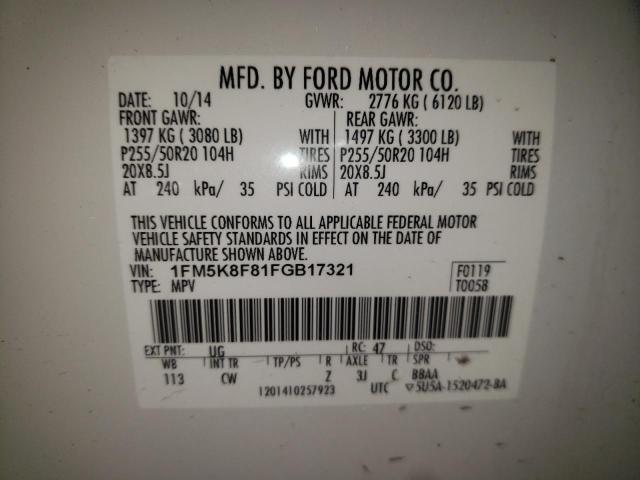 MFD. BY FORD MOTOR CO.
DATE: 10/14 GVWR: 2776 KG ( 6120 LB)
FRONT GAWR: REAR GAWR:
1397 KG ( 3080 LB) WITH 1497 KG ( 3300 LB) WITH
P255/50R20 104H TIRES P255/50R20 104H TIRES
20X8.5J RIMS 20X8.5J RIMS
AT 240 kPa/ 35 PSI COLD AT 240 kPa/ 35 PSI COLD
THIS VEHICLE CONFORMS TO ALL APPLICABLE FEDERAL MOTOR
VEHICLE SAFETY STANDARDS IN EFFECT ON THE DATE OF
MANUFACTURE SHOWN ABOVE.
VIN: 1FM5K8F81FGB17321 F0119
TYPE: MPV T0058
EXT PNT: UG RC: 47 DSO:
WB INT TR TP/PS R AXLE TR SPR
113 CW Z 3J C BBAA
1201410257923 UTC ▽5U5A-1520472-BA